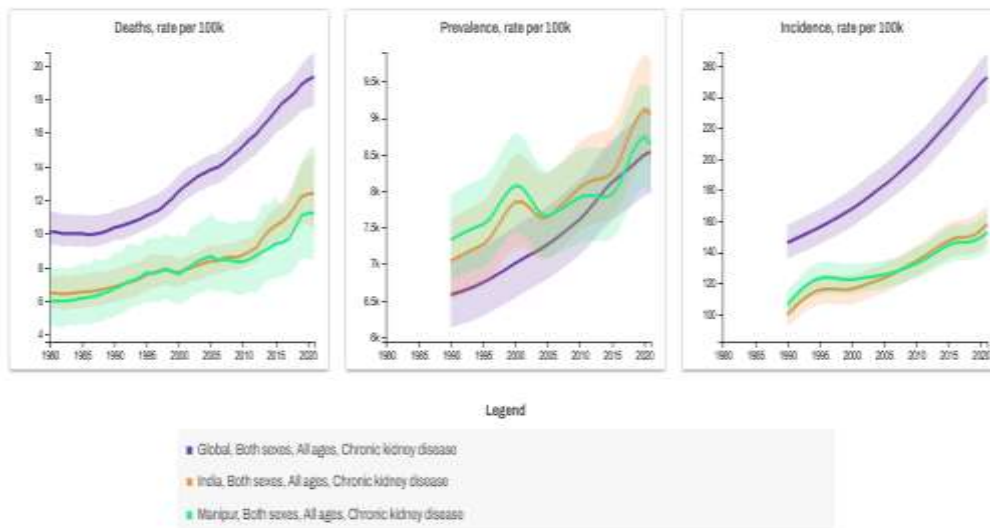 Deaths, rate per 100k
20
18
16
14
12
10
8
6
4
1980 1985 1990 1995 2000 2005 2010 2015 2020
Prevalence, rate per 100k
9.5k
9k
8.5k
8k
7.5k
7k
6.5k
6k
1980 1985 1990 1995 2000 2005 2010 2015 2020
Incidence, rate per 100k
260
240
220
200
180
160
140
120
100
1980 1985 1990 1995 2000 2005 2010 2015 2020
Legend
Global, Both sexes, All ages, Chronic kidney disease
India, Both sexes, All ages, Chronic kidney disease
Manipur, Both sexes, All ages, Chronic kidney disease